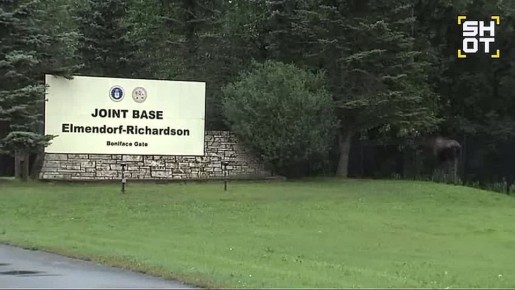 SH
OT
JOINT BASE
Elmendorf-Richardson
Boniface Gate